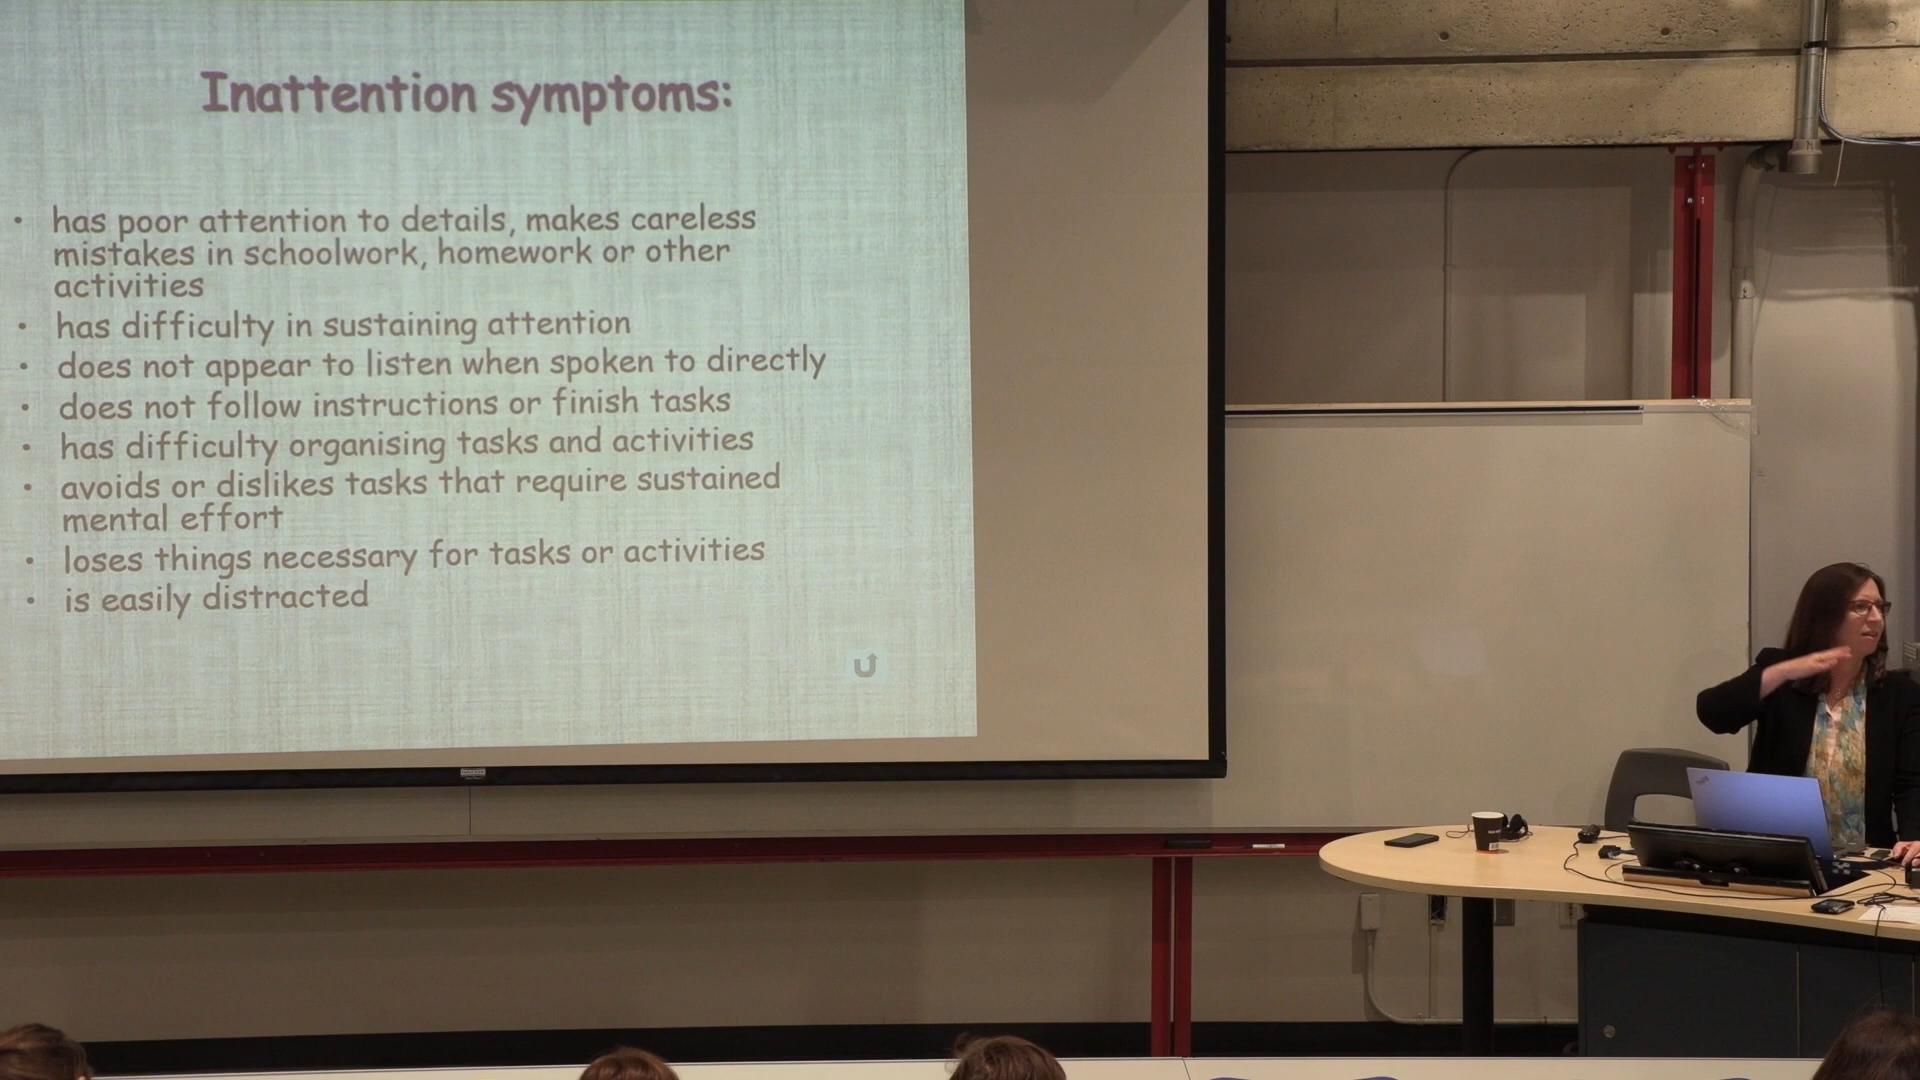 Inattention symptoms:
• has poor attention to details, makes careless
mistakes in schoolwork, homework or other
activities
• has difficulty in sustaining attention
• does not appear to listen when spoken to directly
• does not follow instructions or finish tasks
• has difficulty organising tasks and activities
• avoids or dislikes tasks that require sustained
mental effort
• loses things necessary for tasks or activities
• is easily distracted